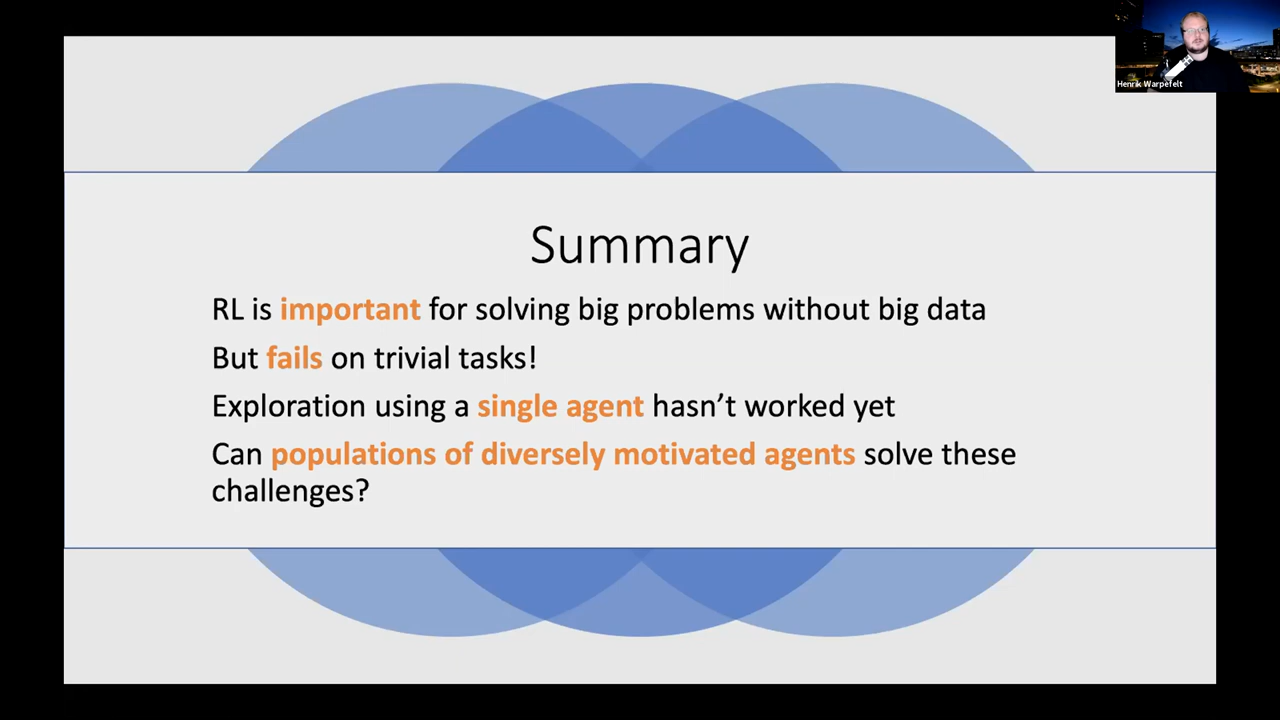 Henrik Warpefelt
Summary
RL is important for solving big problems without big data
But fails on trivial tasks!
Exploration using a single agent hasn’t worked yet
Can populations of diversely motivated agents solve these
challenges?